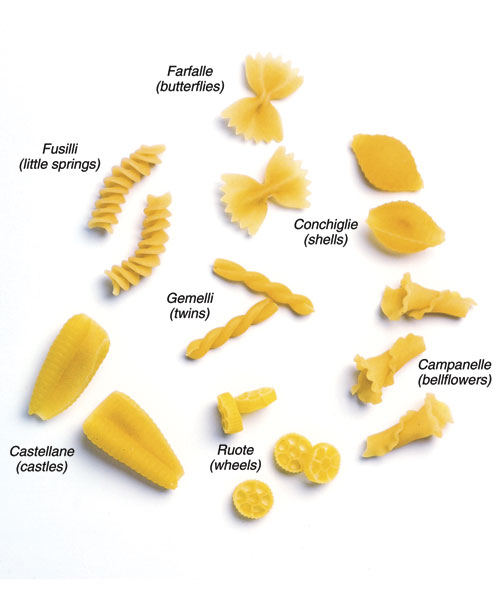 Farfalle
(butterflies)
Fusilli
(little springs)
Conchiglie
(shells)
Gemelli
(twins)
Campanelle
(bellflowers)
Castellane
(castles)
Ruote
(wheels)